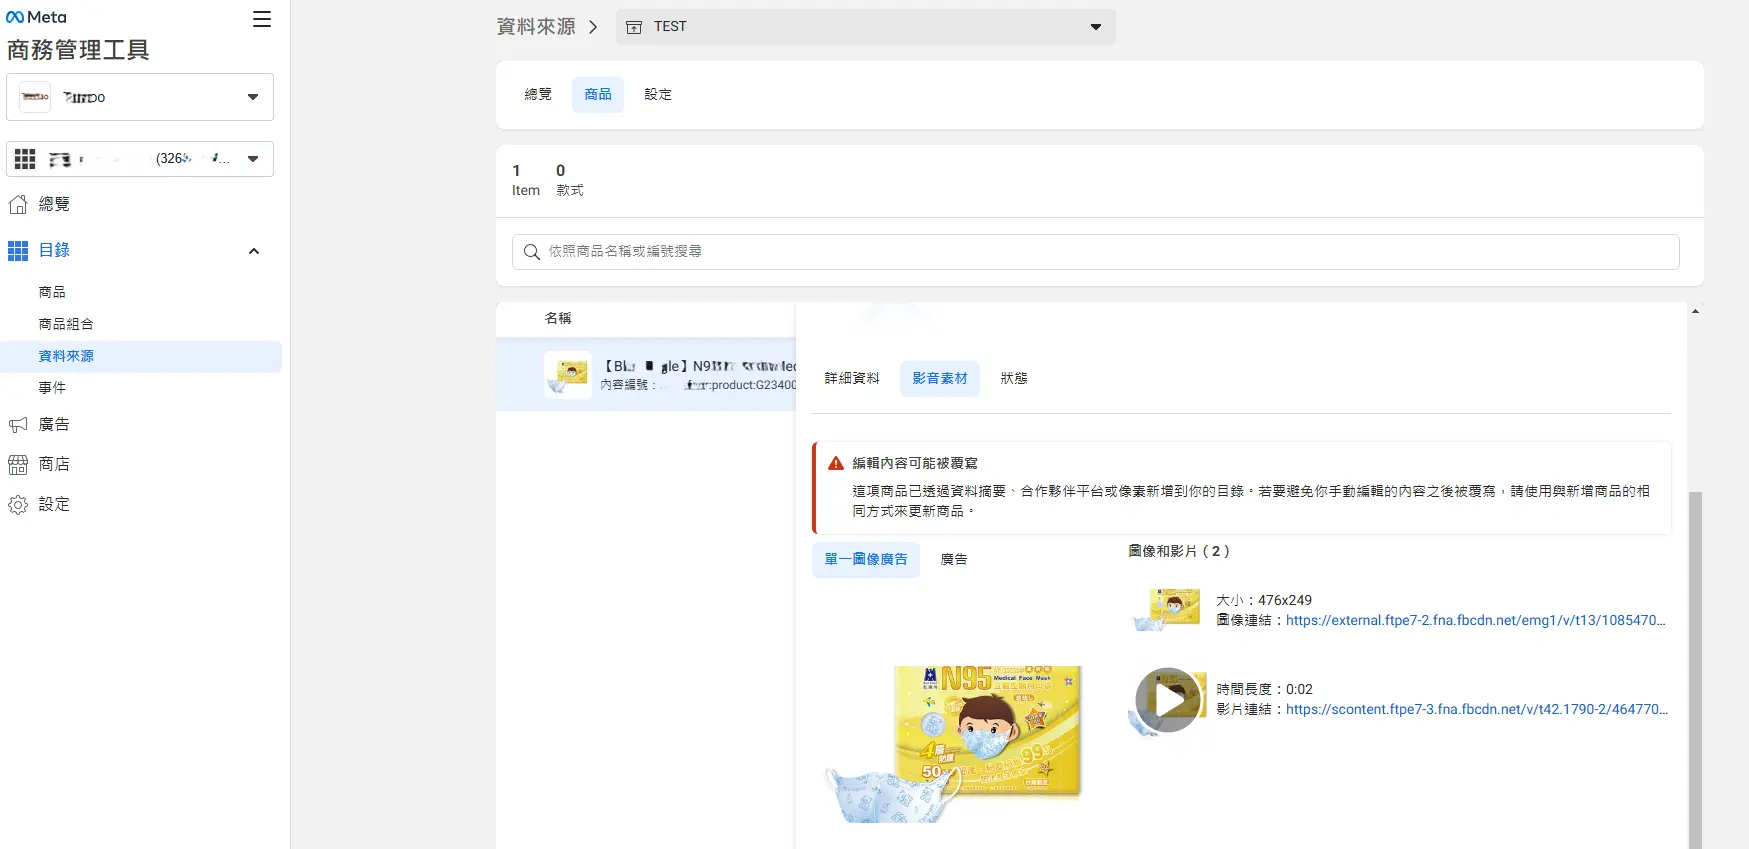 Meta
商務管理工具
(326
...
總覽
目錄
商品
商品組合
資料來源
事件
廣告
商店
設定
資料來源
TEST
總覽
商品
設定
1
Item
0
款式
依照商品名稱或編號搜尋
名稱
內容編號：
:product:G23400
詳細資料
影音素材
狀態
編輯內容可能被覆寫
這項商品已透過資料摘要、合作夥伴平台或像素新增到你的目錄。若要避免你手動編輯的內容之後被覆寫，請使用與新增商品的相
同方式來更新商品。
單一圖像廣告
廣告
圖像和影片 ( 2 )
大小：476x249
圖像連結：https://external.ftpe7-2.fna.fbcdn.net/emg1/v/t13/1085470...
時間長度：0:02
影片連結：https://scontent.ftpe7-3.fna.fbcdn.net/v/t42.1790-2/464770...
N95
Medical Face Mask
4層
防護
99%
50